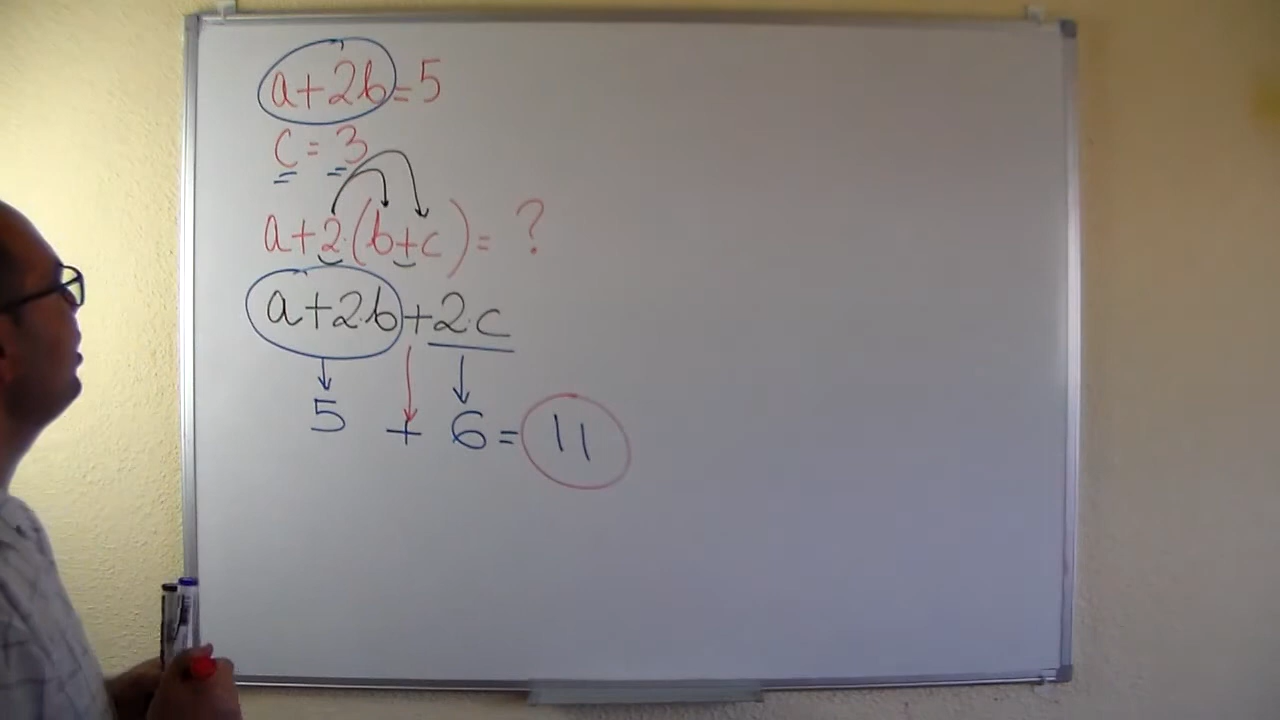 a+2b=5
c=3
a+2·(b+c)=?
a+2·b+2·c
5 + 6 = 11